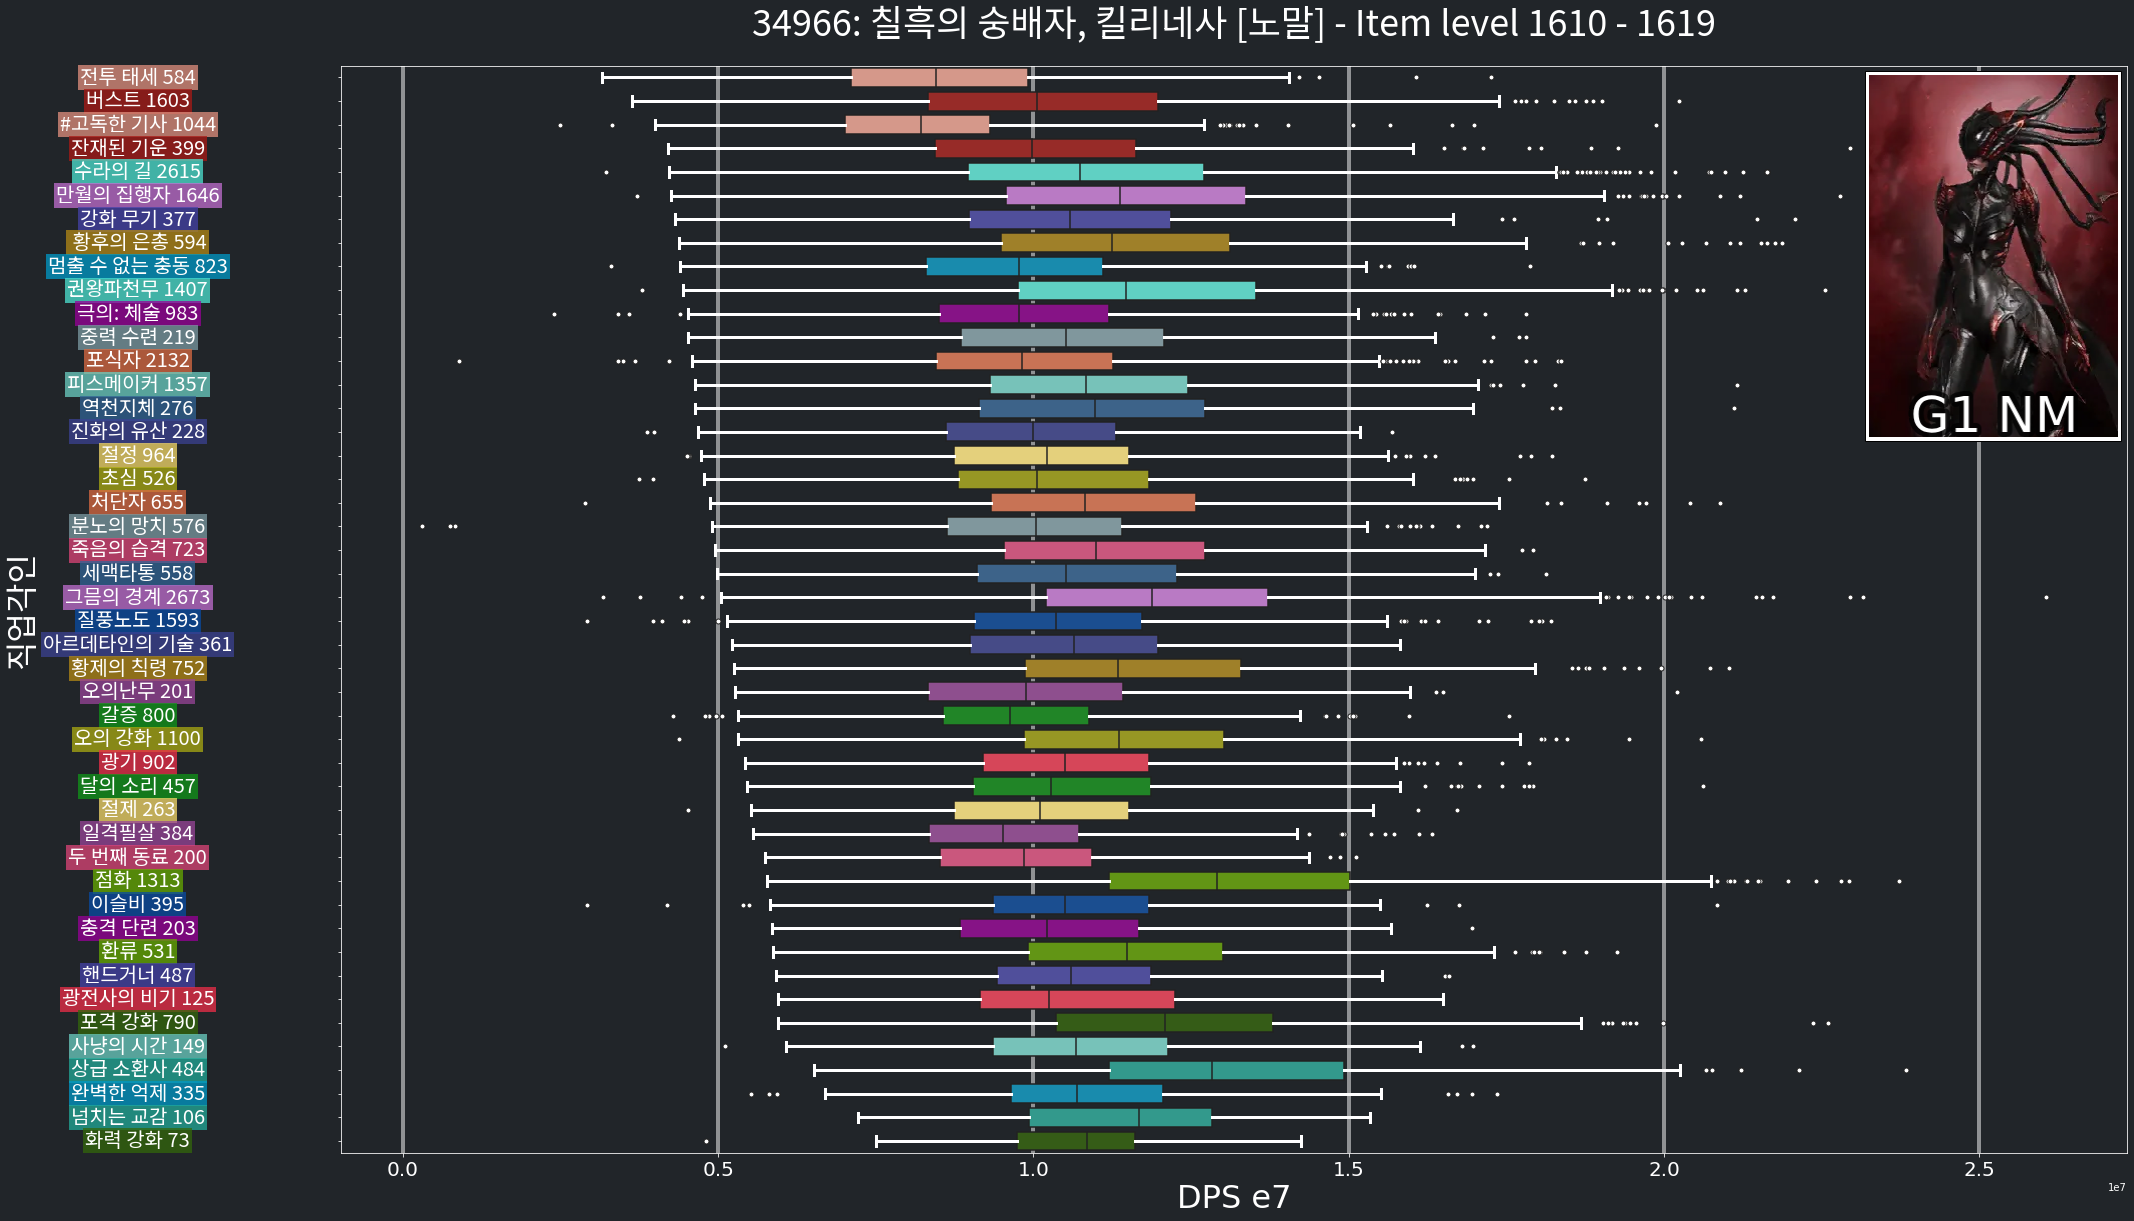 34966: 칠흑의 숭배자, 킬리네사 [노말] - Item level 1610 - 1619
직업각인
전투 태세 584
버스트 1603
#고독한 기사 1044
잔재된 기운 399
수라의 길 2615
만월의 집행자 1646
강화 무기 377
황후의 은총 594
멈출 수 없는 충동 823
권왕파천무 1407
극의: 체술 983
중력 수련 219
포식자 2132
피스메이커 1357
역천지체 276
진화의 유산 228
절정 964
초심 526
처단자 655
분노의 망치 576
죽음의 습격 723
세맥타통 558
그믐의 경계 2673
질풍노도 1593
아르데타인의 기술 361
황제의 칙령 752
오의난무 201
갈증 800
오의 강화 1100
광기 902
달의 소리 457
절제 263
일격필살 384
두 번째 동료 200
점화 1313
이슬비 395
충격 단련 203
환류 531
핸드거너 487
광전사의 비기 125
포격 강화 790
사냥의 시간 149
상급 소환사 484
완벽한 억제 335
넘치는 교감 106
화력 강화 73
G1 NM
0.0 0.5 1.0 1.5 2.0 2.5
1e7
DPS e7